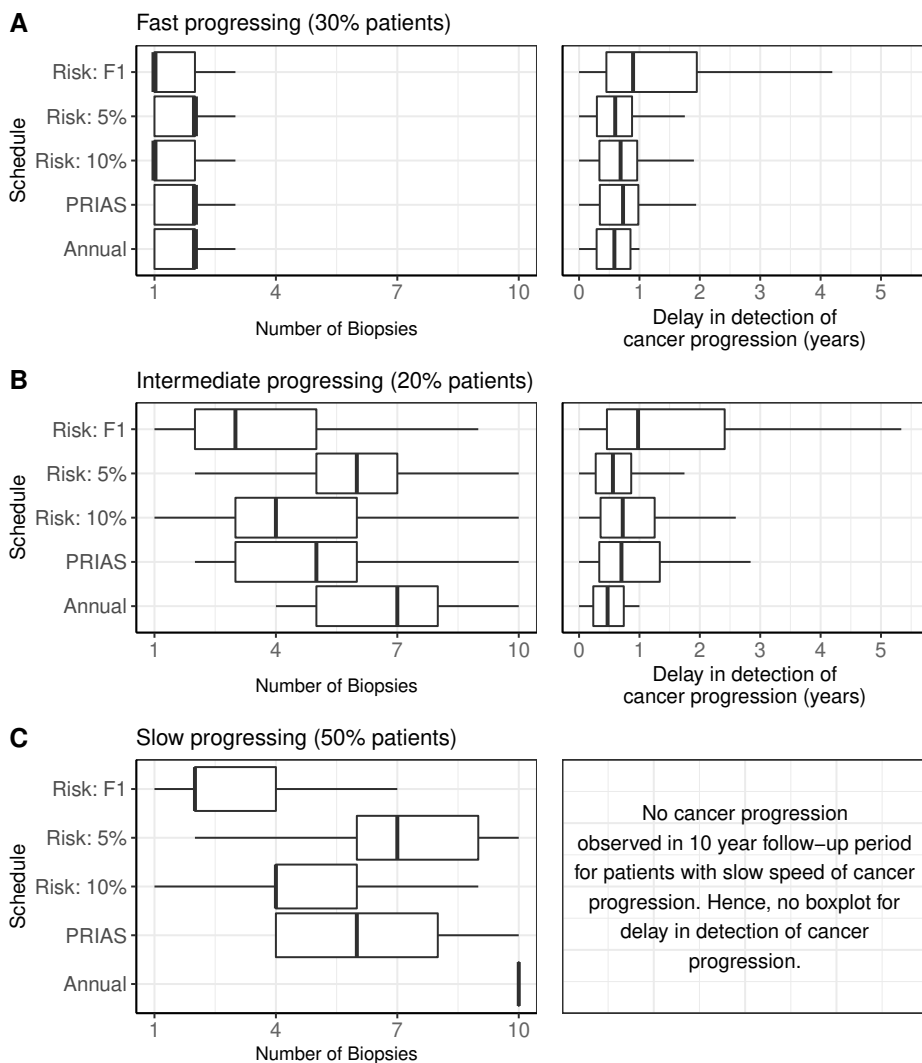 A
Fast progressing (30% patients)
Schedule
Risk: F1
Risk: 5%
Risk: 10%
PRIAS
Annual
1 4 7 10
Number of Biopsies
0 1 2 3 4 5
Delay in detection of
cancer progression (years)
B
Intermediate progressing (20% patients)
Schedule
Risk: F1
Risk: 5%
Risk: 10%
PRIAS
Annual
1 4 7 10
Number of Biopsies
0 1 2 3 4 5
Delay in detection of
cancer progression (years)
C
Slow progressing (50% patients)
Schedule
Risk: F1
Risk: 5%
Risk: 10%
PRIAS
Annual
1 4 7 10
Number of Biopsies
No cancer progression
observed in 10 year follow−up period
for patients with slow speed of cancer
progression. Hence, no boxplot for
delay in detection of cancer
progression.